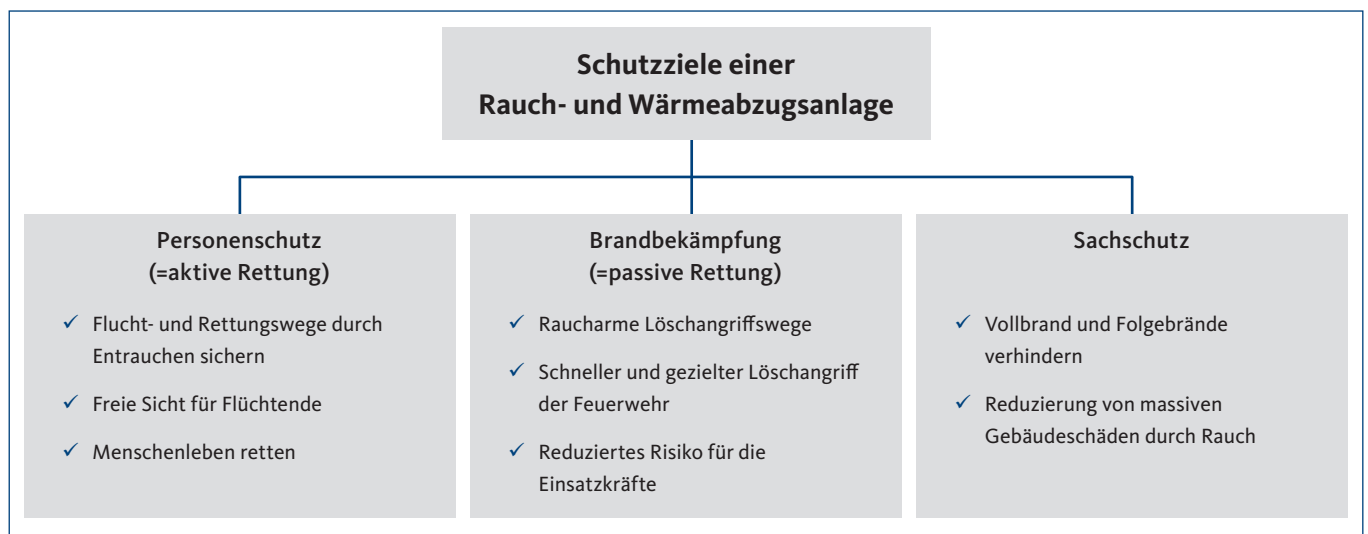 Schutzziele einer
Rauch- und Wärmeabzugsanlage
Personenschutz
(=aktive Rettung)
✓ Flucht- und Rettungswege durch
Entrauchen sichern
✓ Freie Sicht für Flüchtende
✓ Menschenleben retten
Brandbekämpfung
(=passive Rettung)
✓ Raucharme Löschangriffswege
✓ Schneller und gezielter Löschangriff
der Feuerwehr
✓ Reduziertes Risiko für die
Einsatzkräfte
Sachschutz
✓ Vollbrand und Folgebrände
verhindern
✓ Reduzierung von massiven
Gebäudeschäden durch Rauch